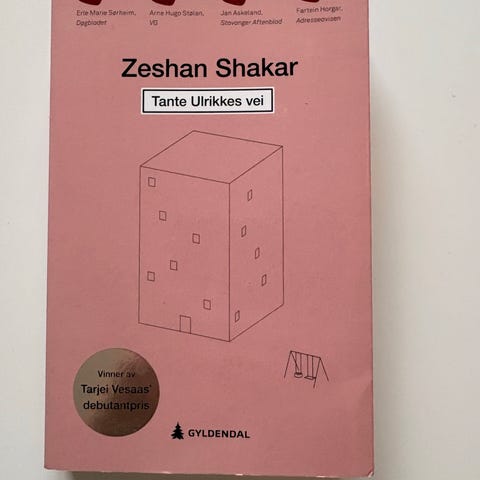 Erle Marie Sørheim,
Dagbladet
Arne Hugo Stølan,
VG
Jan Askeland,
Stavanger Aftenblad
Fartein Horgar,
Adresseavisen
Zeshan Shakar
Tante Ulrikkes vei
Vinner av
Tarjei Vesaas'
debutantpris
GYLDENDAL